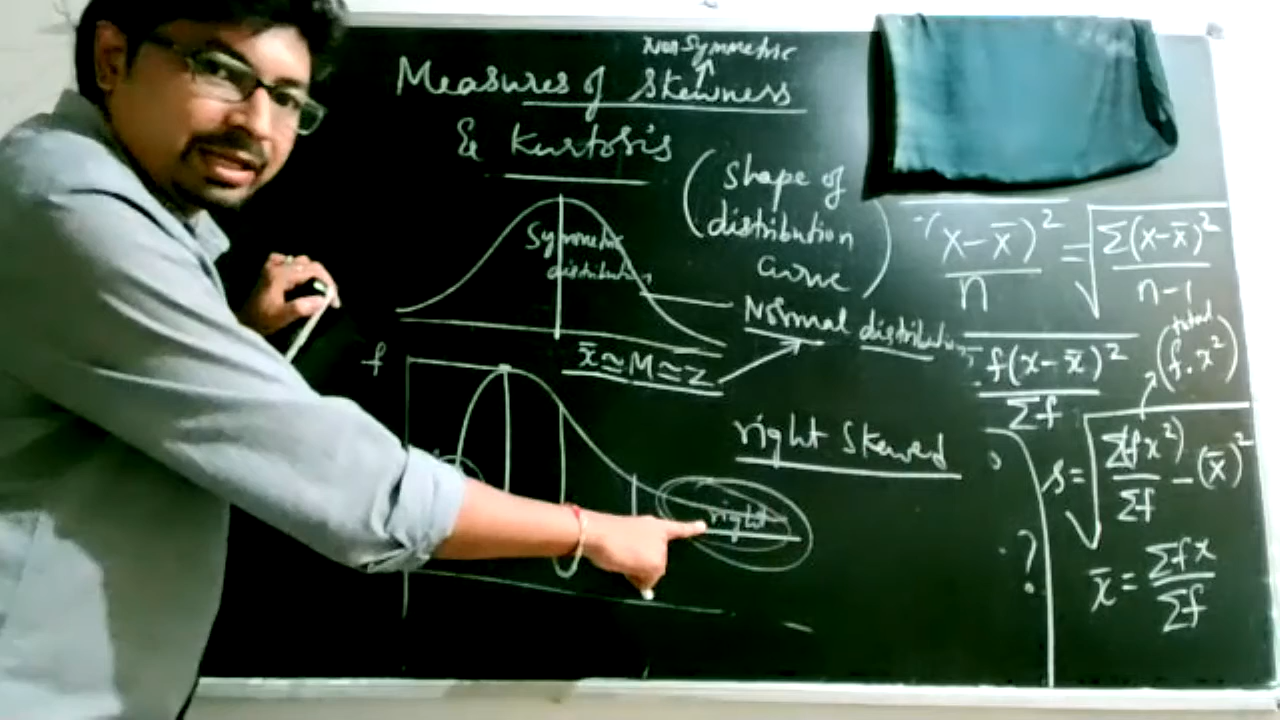 non Symmetric
↑
Measures of Skewness
& Kurtosis
(Shape of
distribution
curve)
Symmetric
distribution
Normal distribution
x̄ ≃ M ≃ Z
f
right Skewed
right
(x-x̄)²/n = √Σ(x-x̄)²/n-1
Σf(x-x̄)²/Σf
total
(f.x²)
s = √(Σfx²)/Σf - (x̄)²
?
x̄ = Σfx/Σf